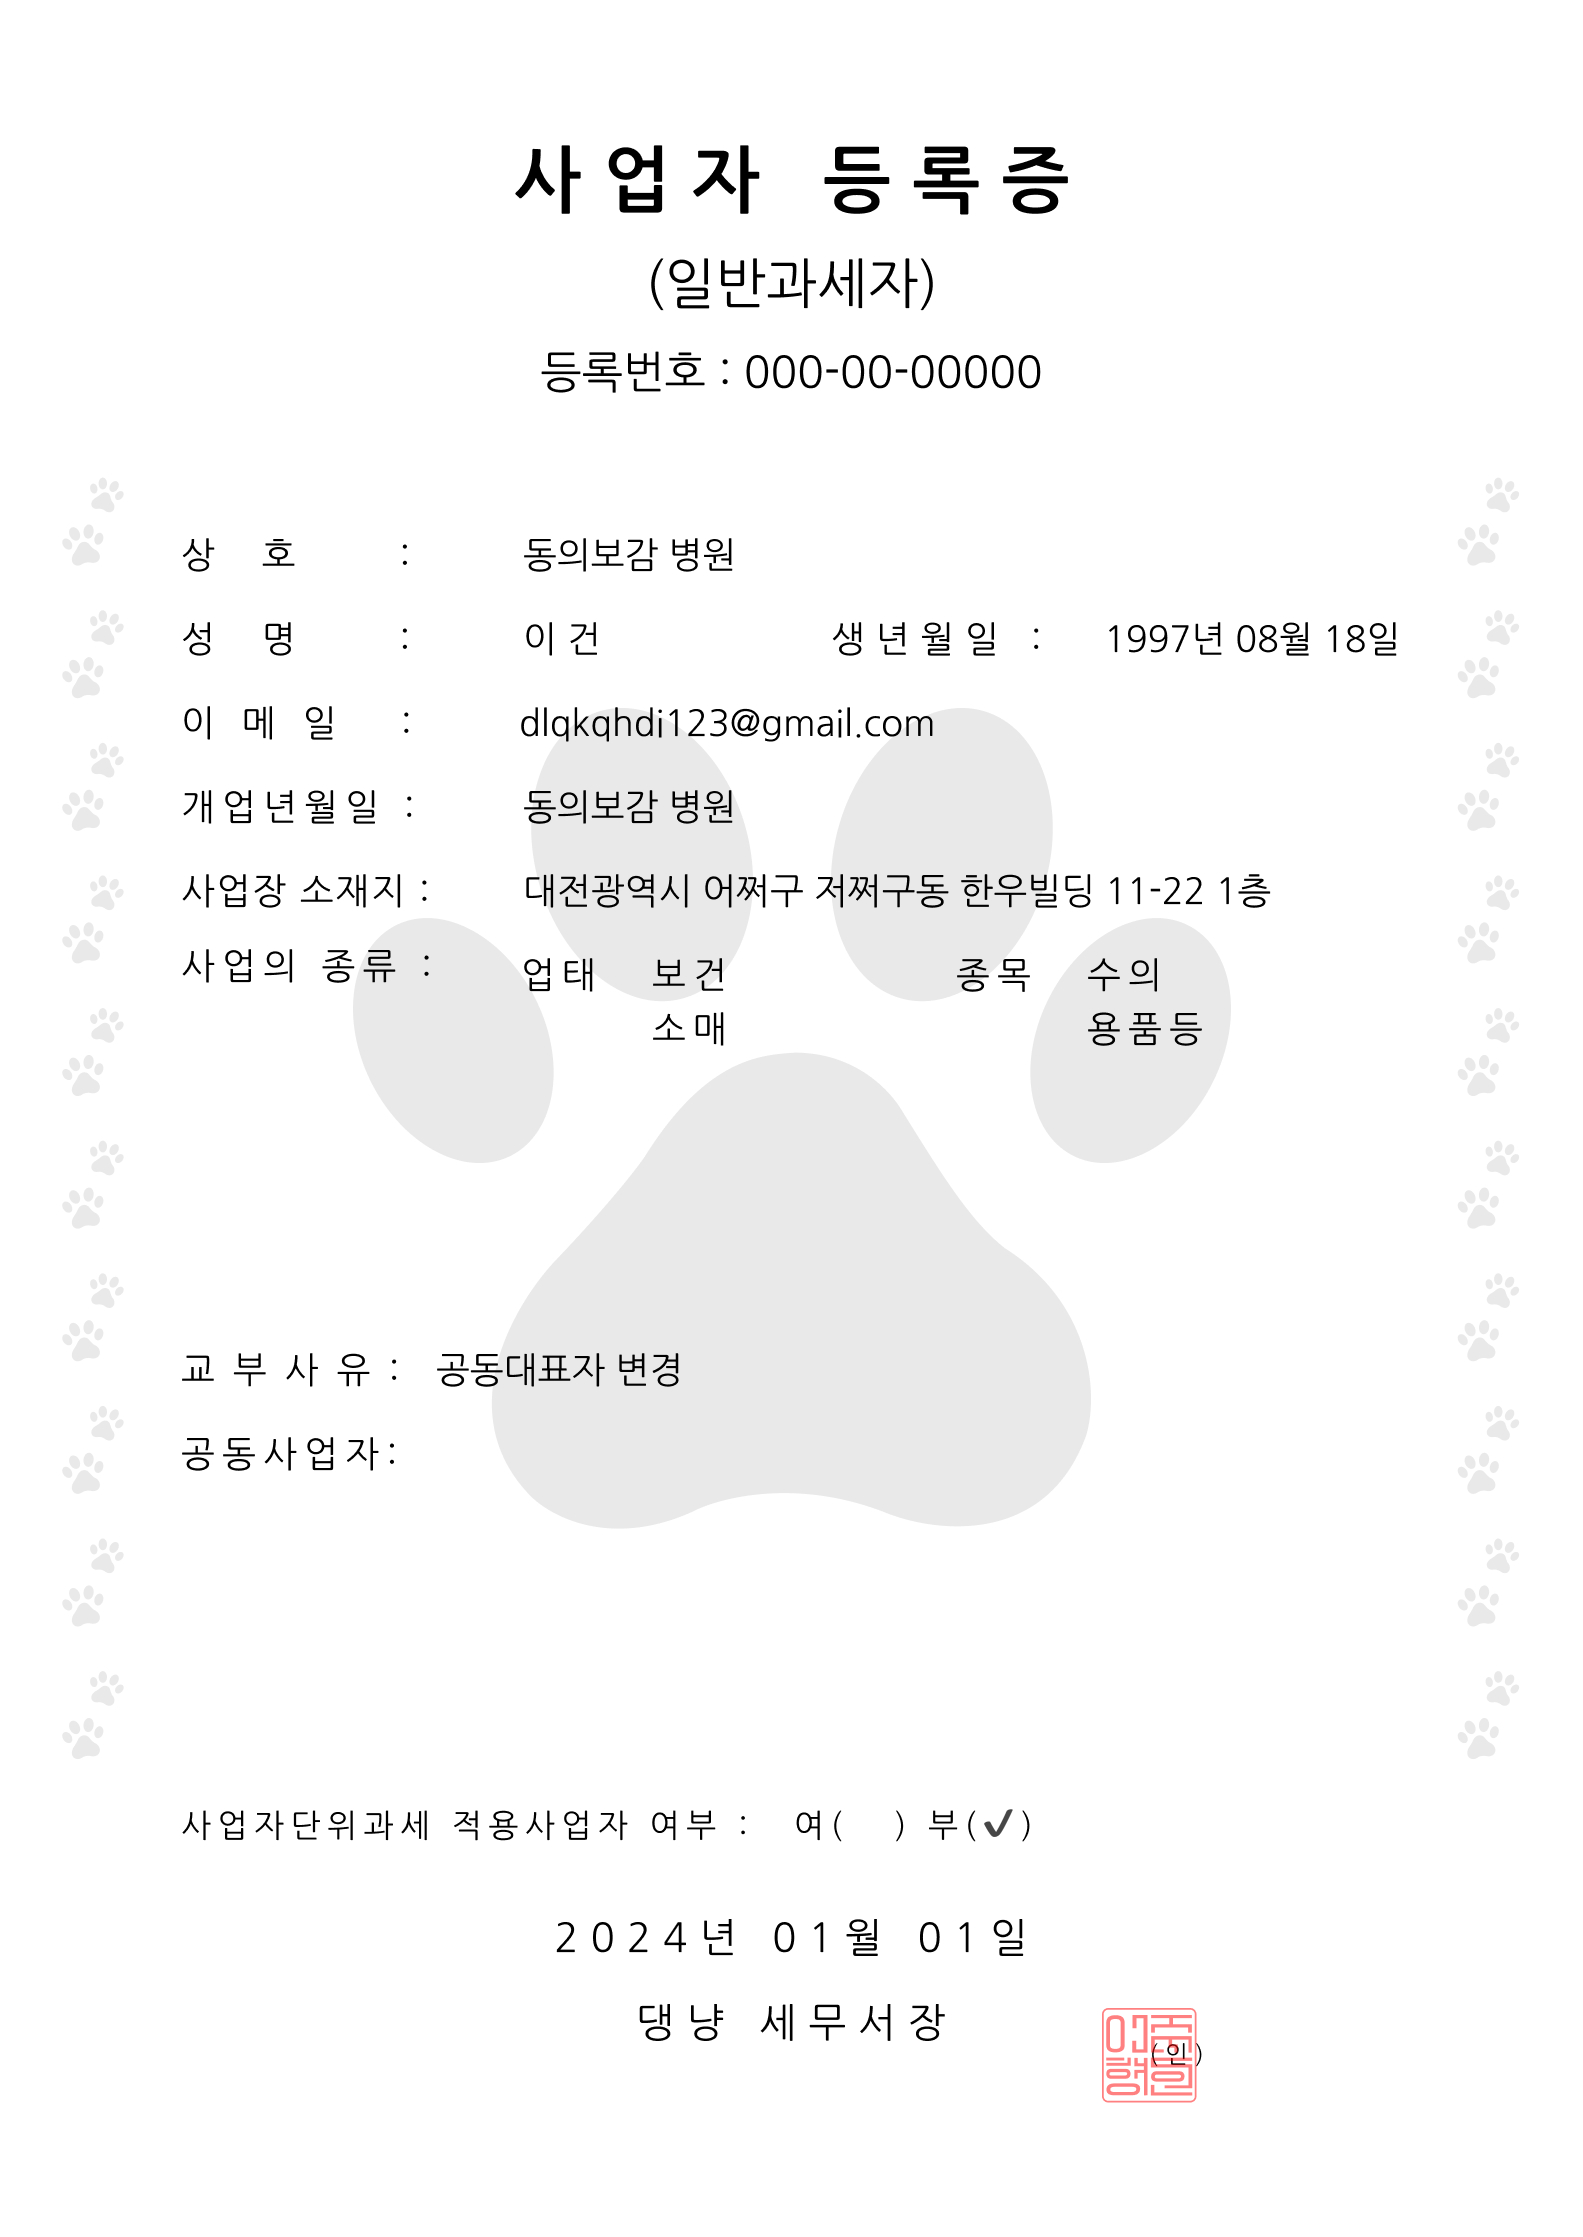 사업자 등록증
(일반과세자)
등록번호 : 000-00-00000
상 호 : 동의보감 병원
성 명 : 이 건 생년월일 : 1997년 08월 18일
이 메 일 : dlqkqhdi123@gmail.com
개업년월일 : 동의보감 병원
사업장 소재지 : 대전광역시 어쩌구 저쩌구동 한우빌딩 11-22 1층
사업의 종류 : 업태 보건 종목 수의
소매 용품등
교 부 사 유 : 공동대표자 변경
공동사업자:
사업자단위과세 적용사업자 여부 : 여( ) 부(✔)
2024년 01월 01일
댕냥 세무서장
(인)